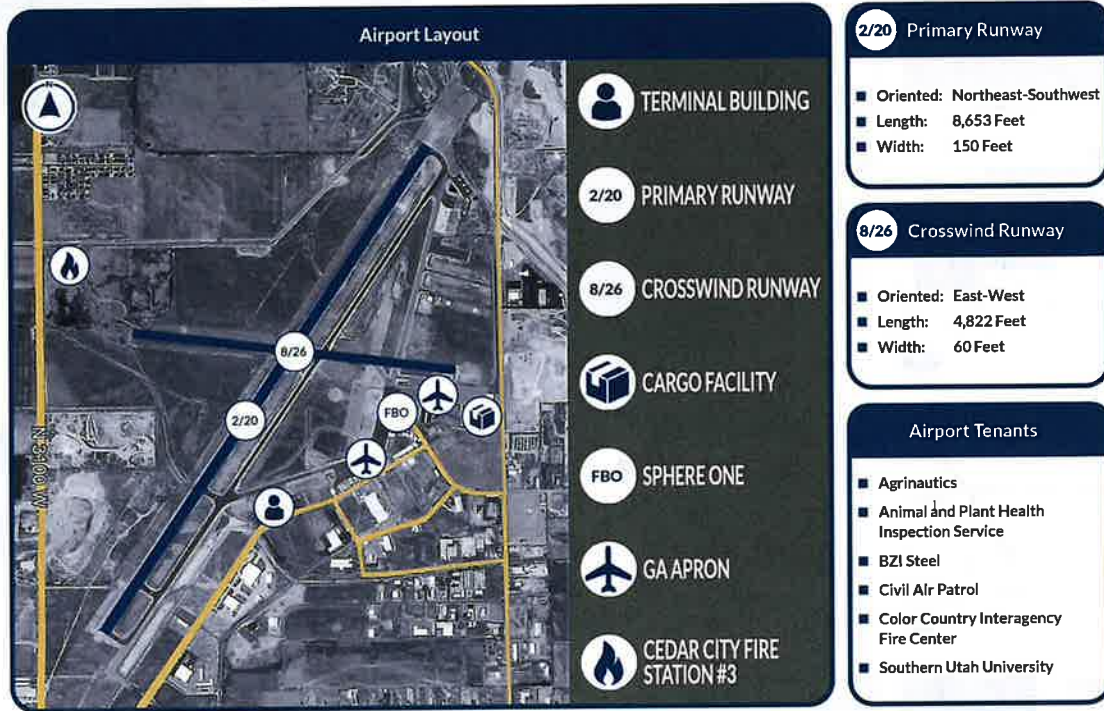 Airport Layout
N
N 3100 W
8/26
2/20
FBO
TERMINAL BUILDING
2/20 PRIMARY RUNWAY
8/26 CROSSWIND RUNWAY
CARGO FACILITY
FBO SPHERE ONE
GA APRON
CEDAR CITY FIRE
STATION #3
2/20 Primary Runway
Oriented: Northeast-Southwest
Length: 8,653 Feet
Width: 150 Feet
8/26 Crosswind Runway
Oriented: East-West
Length: 4,822 Feet
Width: 60 Feet
Airport Tenants
Agrinautics
Animal and Plant Health
Inspection Service
BZI Steel
Civil Air Patrol
Color Country Interagency
Fire Center
Southern Utah University